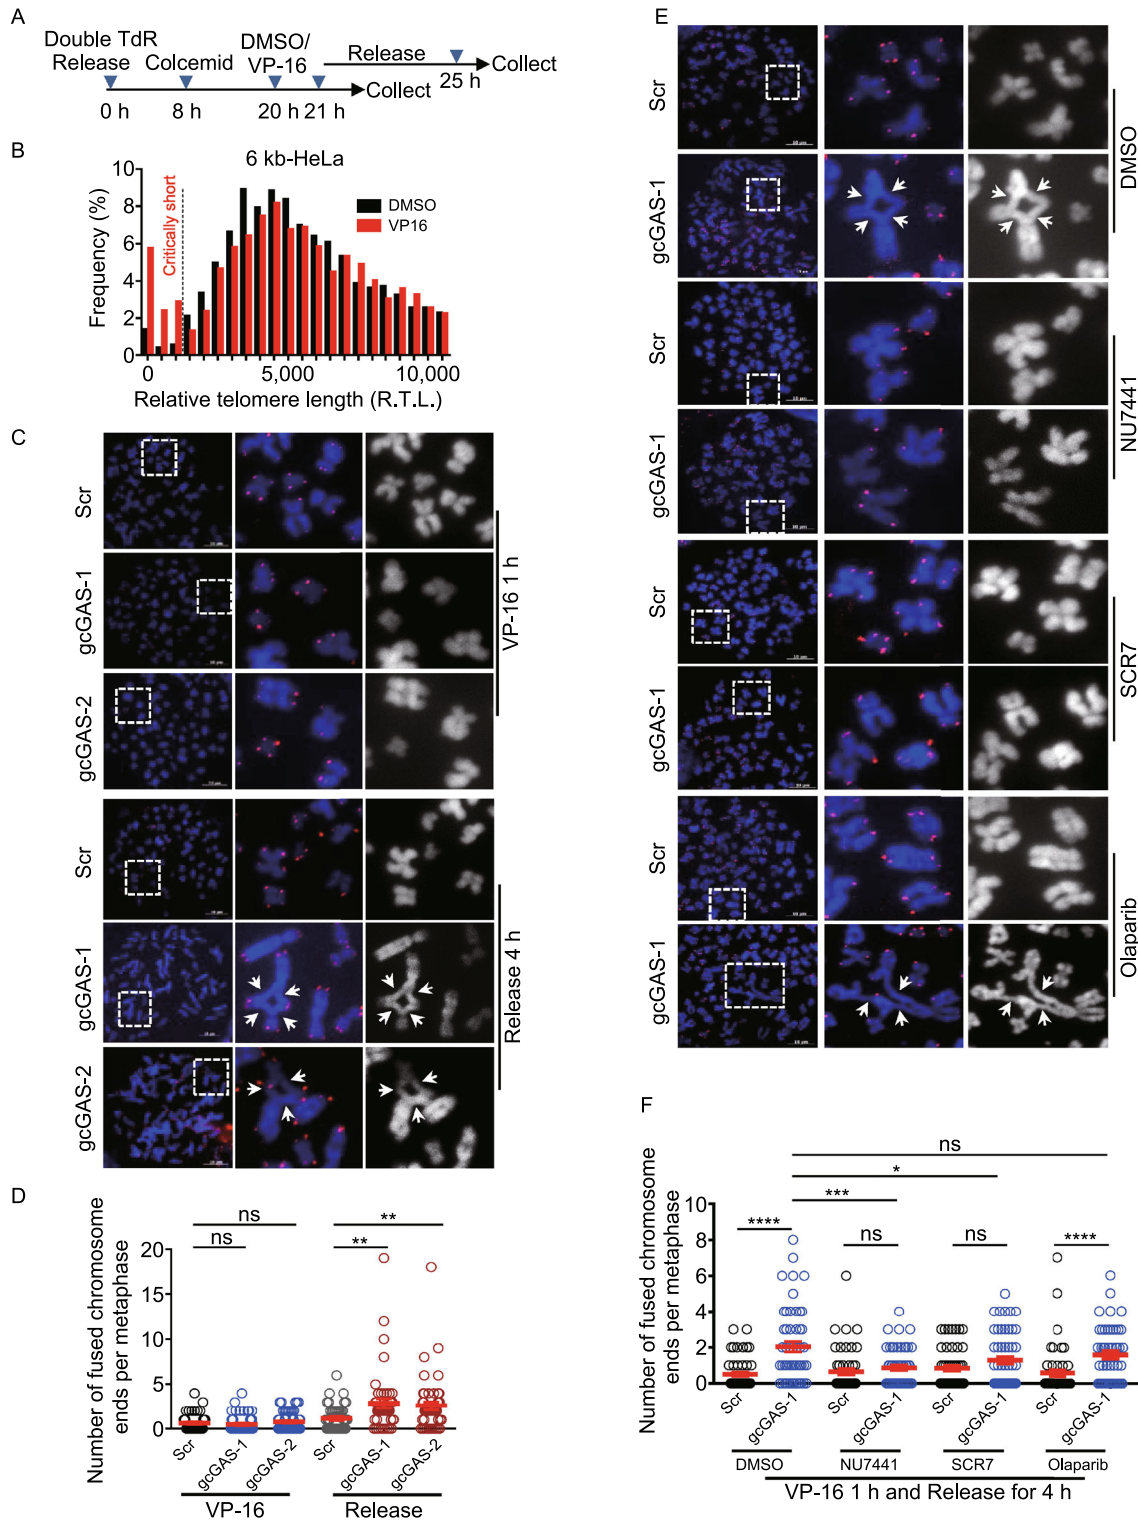 A
Double TdR
Release
Colcemid
DMSO/
VP-16
Release
Collect
Collect
0 h
8 h
20 h
21 h
25 h
B
6 kb-HeLa
Frequency (%)
10
8
6
4
2
0
Critically short
DMSO
VP16
0
5,000
10,000
Relative telomere length (R.T.L.)
C
Scr
gcGAS-1
gcGAS-2
VP-16 1 h
Scr
gcGAS-1
gcGAS-2
Release 4 h
D
Number of fused chromosome
ends per metaphase
20
15
10
5
0
ns
ns
**
**
Scr
gcGAS-1
gcGAS-2
Scr
gcGAS-1
gcGAS-2
VP-16
Release
E
Scr
gcGAS-1
DMSO
Scr
gcGAS-1
NU7441
Scr
gcGAS-1
SCR7
Scr
gcGAS-1
Olaparib
F
Number of fused chromosome
ends per metaphase
10
8
6
4
2
0
ns
*
***
****
ns
ns
****
Scr
gcGAS-1
Scr
gcGAS-1
Scr
gcGAS-1
Scr
gcGAS-1
DMSO
NU7441
SCR7
Olaparib
VP-16 1 h and Release for 4 h